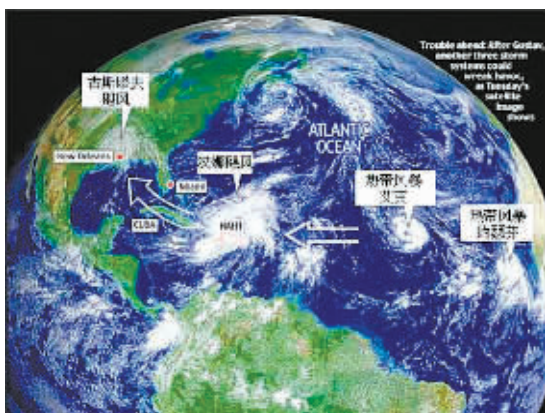 Trouble ahead: After Gustav,
another three storm
systems could
wreak havoc,
as Tuesday's
satellite
image
shows
古斯塔夫
飓风
ATLANTIC
OCEAN
New Orleans
汉娜飓风
MIAMI
热带风暴
艾克
热带风暴
约瑟芬
CUBA
HAITI